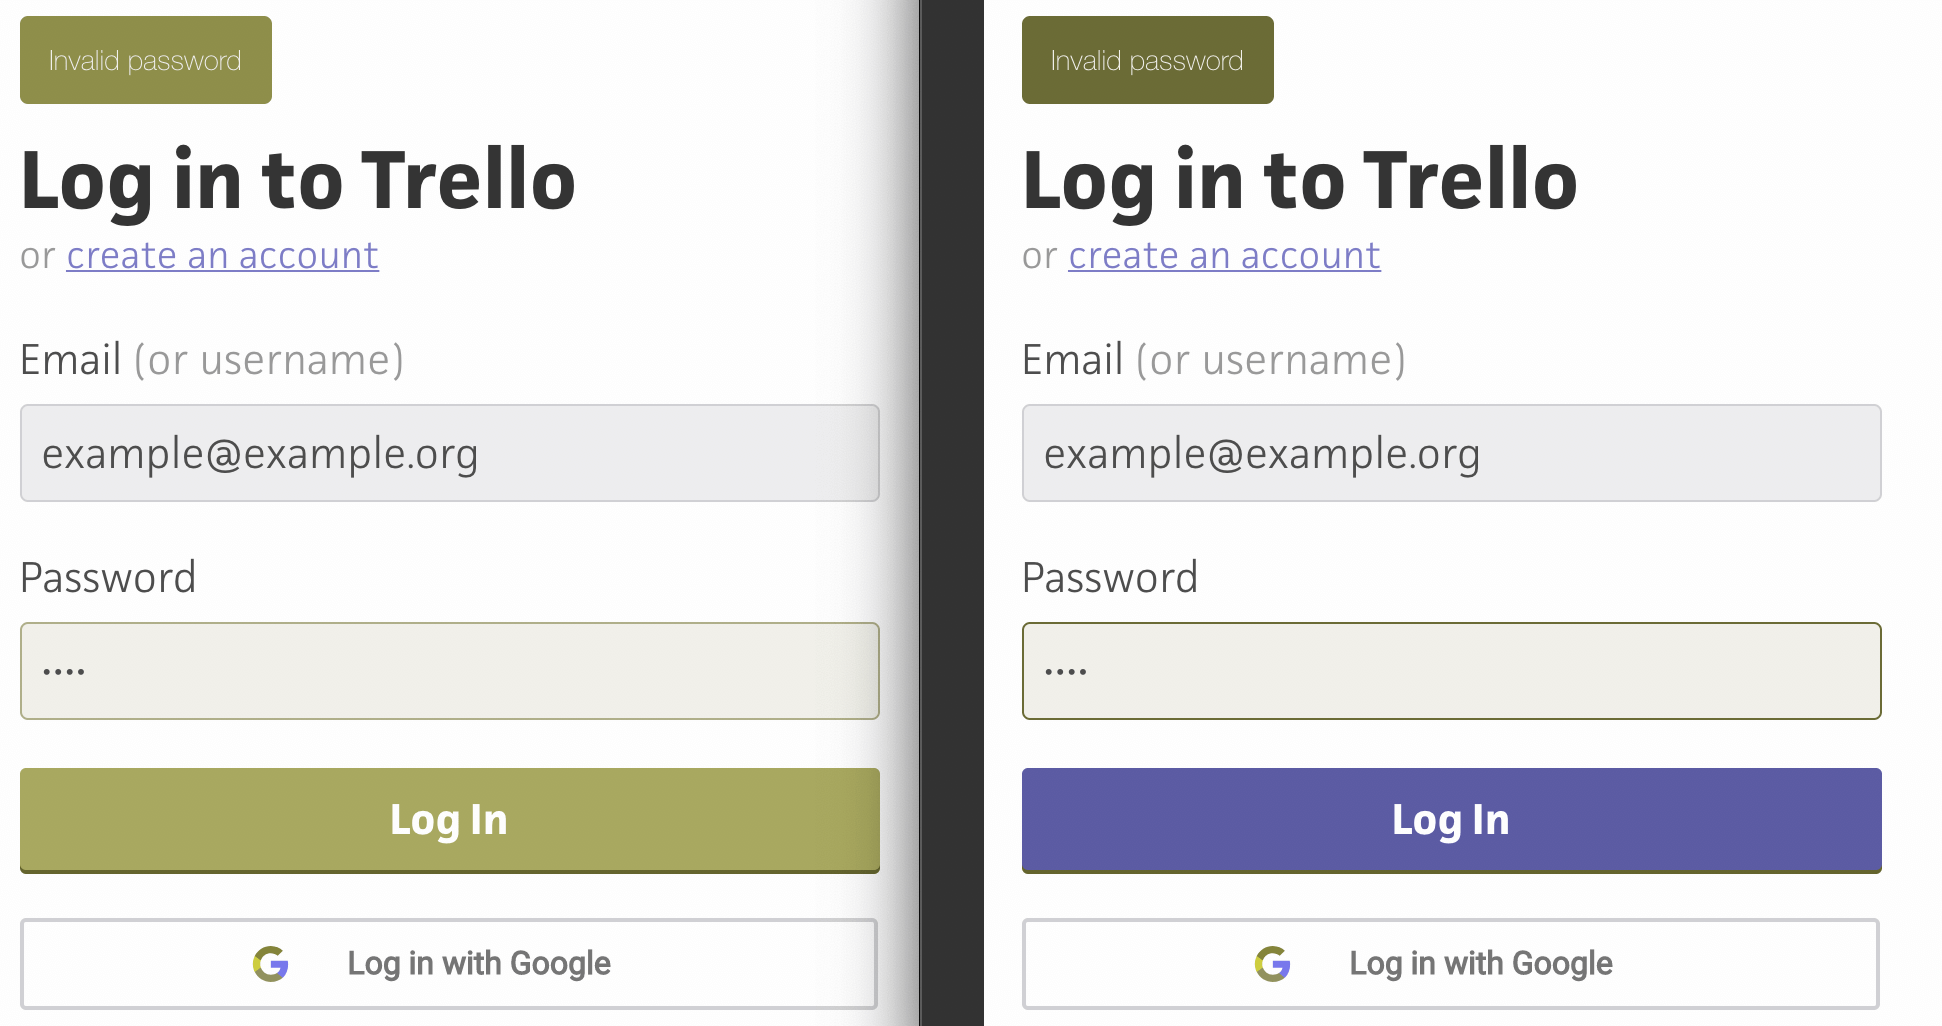 Invalid password
Log in to Trello
or create an account
Email (or username)
example@example.org
Password
····
Log In
G Log in with Google
Invalid password
Log in to Trello
or create an account
Email (or username)
example@example.org
Password
····
Log In
G Log in with Google